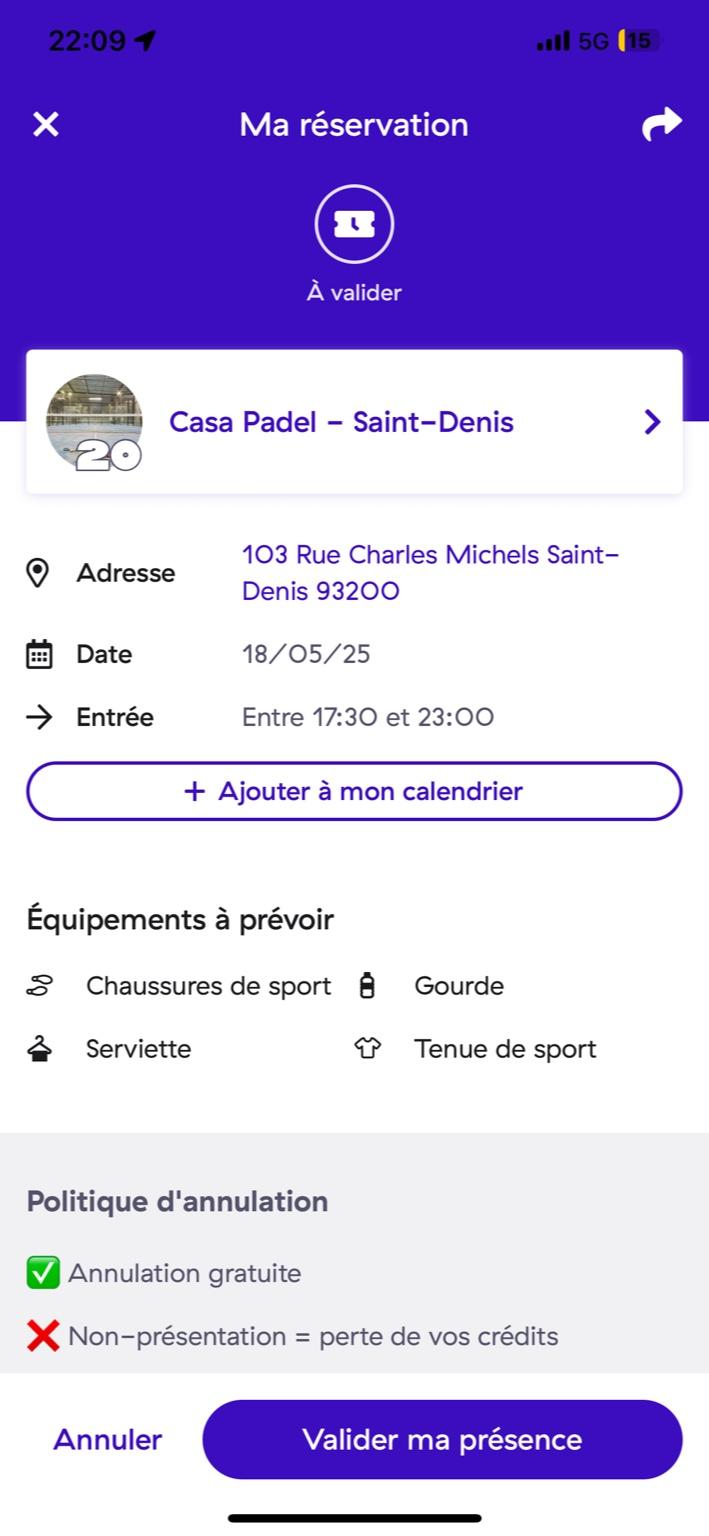 22:09
5G
15
Ma réservation
À valider
20
Casa Padel – Saint–Denis
Adresse
103 Rue Charles Michels Saint–
Denis 93200
Date
18/05/25
Entrée
Entre 17:30 et 23:00
+ Ajouter à mon calendrier
Équipements à prévoir
Chaussures de sport
Gourde
Serviette
Tenue de sport
Politique d'annulation
✅ Annulation gratuite
❌ Non–présentation = perte de vos crédits
Annuler
Valider ma présence